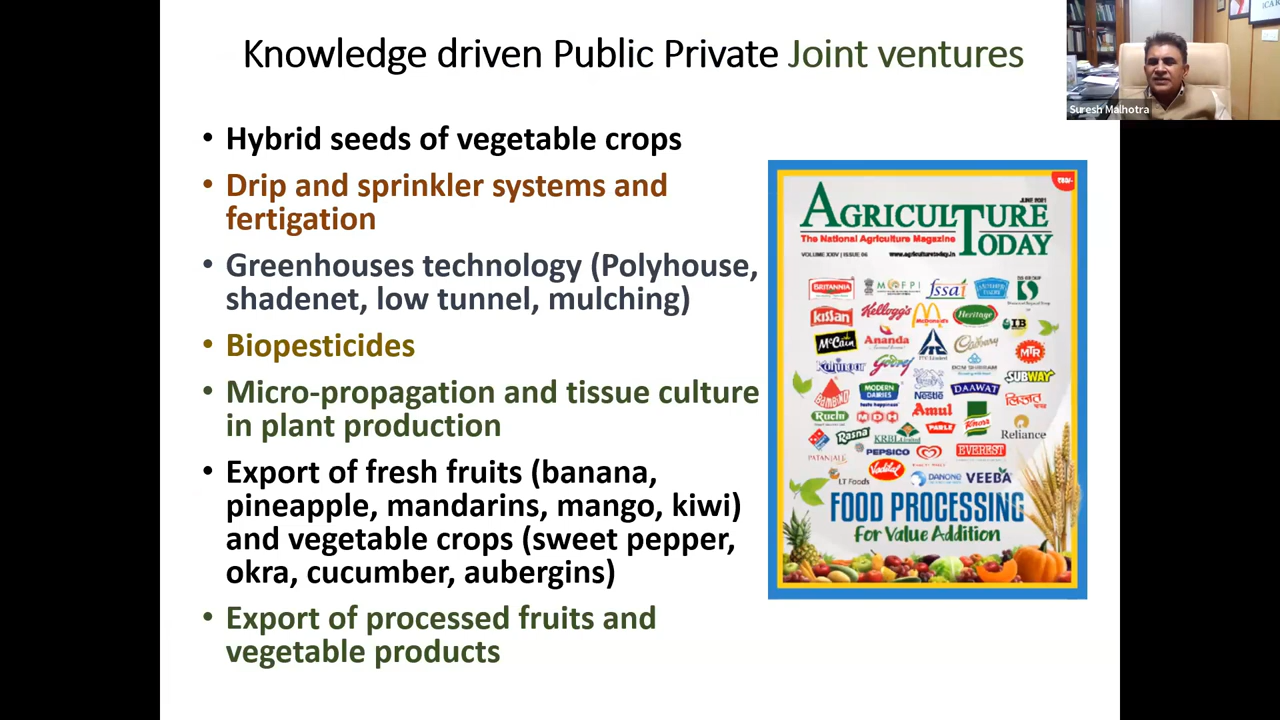 Knowledge driven Public Private Joint ventures
Suresh Malhotra
• Hybrid seeds of vegetable crops
• Drip and sprinkler systems and
fertigation
• Greenhouses technology (Polyhouse,
shadenet, low tunnel, mulching)
• Biopesticides
• Micro-propagation and tissue culture
in plant production
• Export of fresh fruits (banana,
pineapple, mandarins, mango, kiwi)
and vegetable crops (sweet pepper,
okra, cucumber, aubergins)
• Export of processed fruits and
vegetable products
JUNE 2021
AGRICULTURE
TODAY
The National Agriculture Magazine
VOLUME XXIV | ISSUE 06
www.agriculturetoday.in
BRITANNIA
MOFPI
fssai
kissan
Kellogg's
McDonald's
Heritage
IB
McCain
Ananda
ITC Limited
Cadbury
MTR
Kohinoor
Godrej
DCM SHRIRAM
SUBWAY
Bambino
MODERN
DAIRIES
Nestle
DAAWAT
Ruchi
MDH
Amul
Knorr
Reliance
Rasna
KRBL
PARLE
PATANJALI
PEPSICO
EVEREST
LT Foods
Vadilal
DANONE
VEEBA
FOOD PROCESSING
For Value Addition